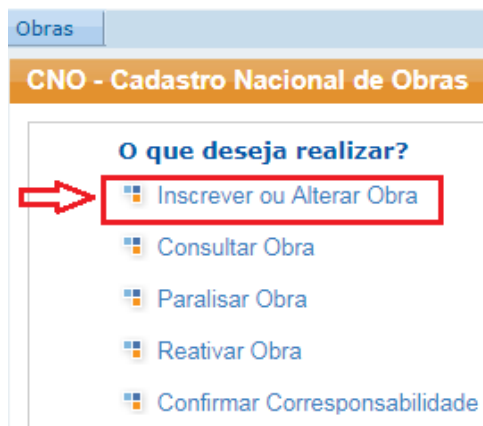 Obras
CNO - Cadastro Nacional de Obras
O que deseja realizar?
Inscrever ou Alterar Obra
Consultar Obra
Paralisar Obra
Reativar Obra
Confirmar Corresponsabilidade